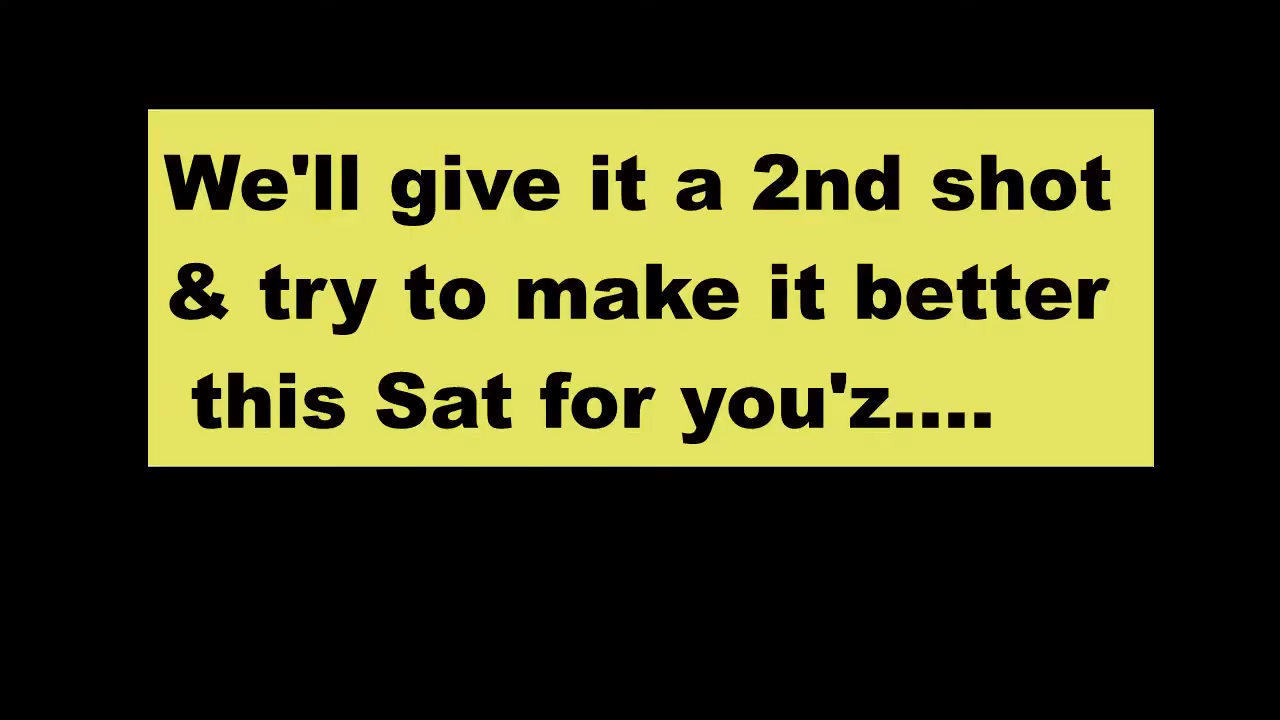 We'll give it a 2nd shot
& try to make it better
this Sat for you'z....